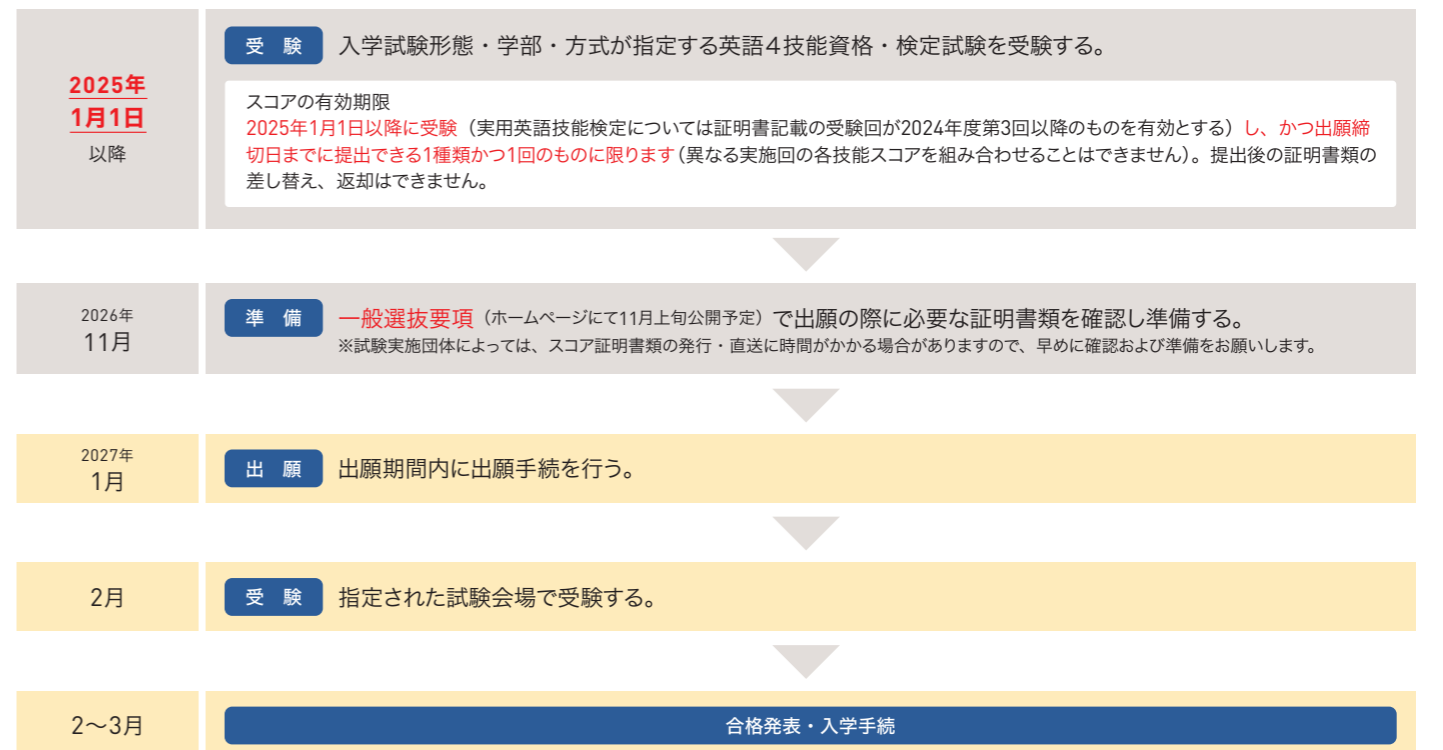 2025年
1月1日
以降
受 験 入学試験形態・学部・方式が指定する英語4技能資格・検定試験を受験する。
スコアの有効期限
2025年1月1日以降に受験（実用英語技能検定については証明書記載の受験回が2024年度第3回以降のものを有効とする）し、かつ出願締
切日までに提出できる1種類かつ1回のものに限ります（異なる実施回の各技能スコアを組み合わせることはできません）。提出後の証明書類の
差し替え、返却はできません。
2026年
11月
準 備 一般選抜要項（ホームページにて11月上旬公開予定）で出願の際に必要な証明書類を確認し準備する。
※試験実施団体によっては、スコア証明書類の発行・直送に時間がかかる場合がありますので、早めに確認および準備をお願いします。
2027年
1月
出 願 出願期間内に出願手続を行う。
2月
受 験 指定された試験会場で受験する。
2〜3月
合格発表・入学手続